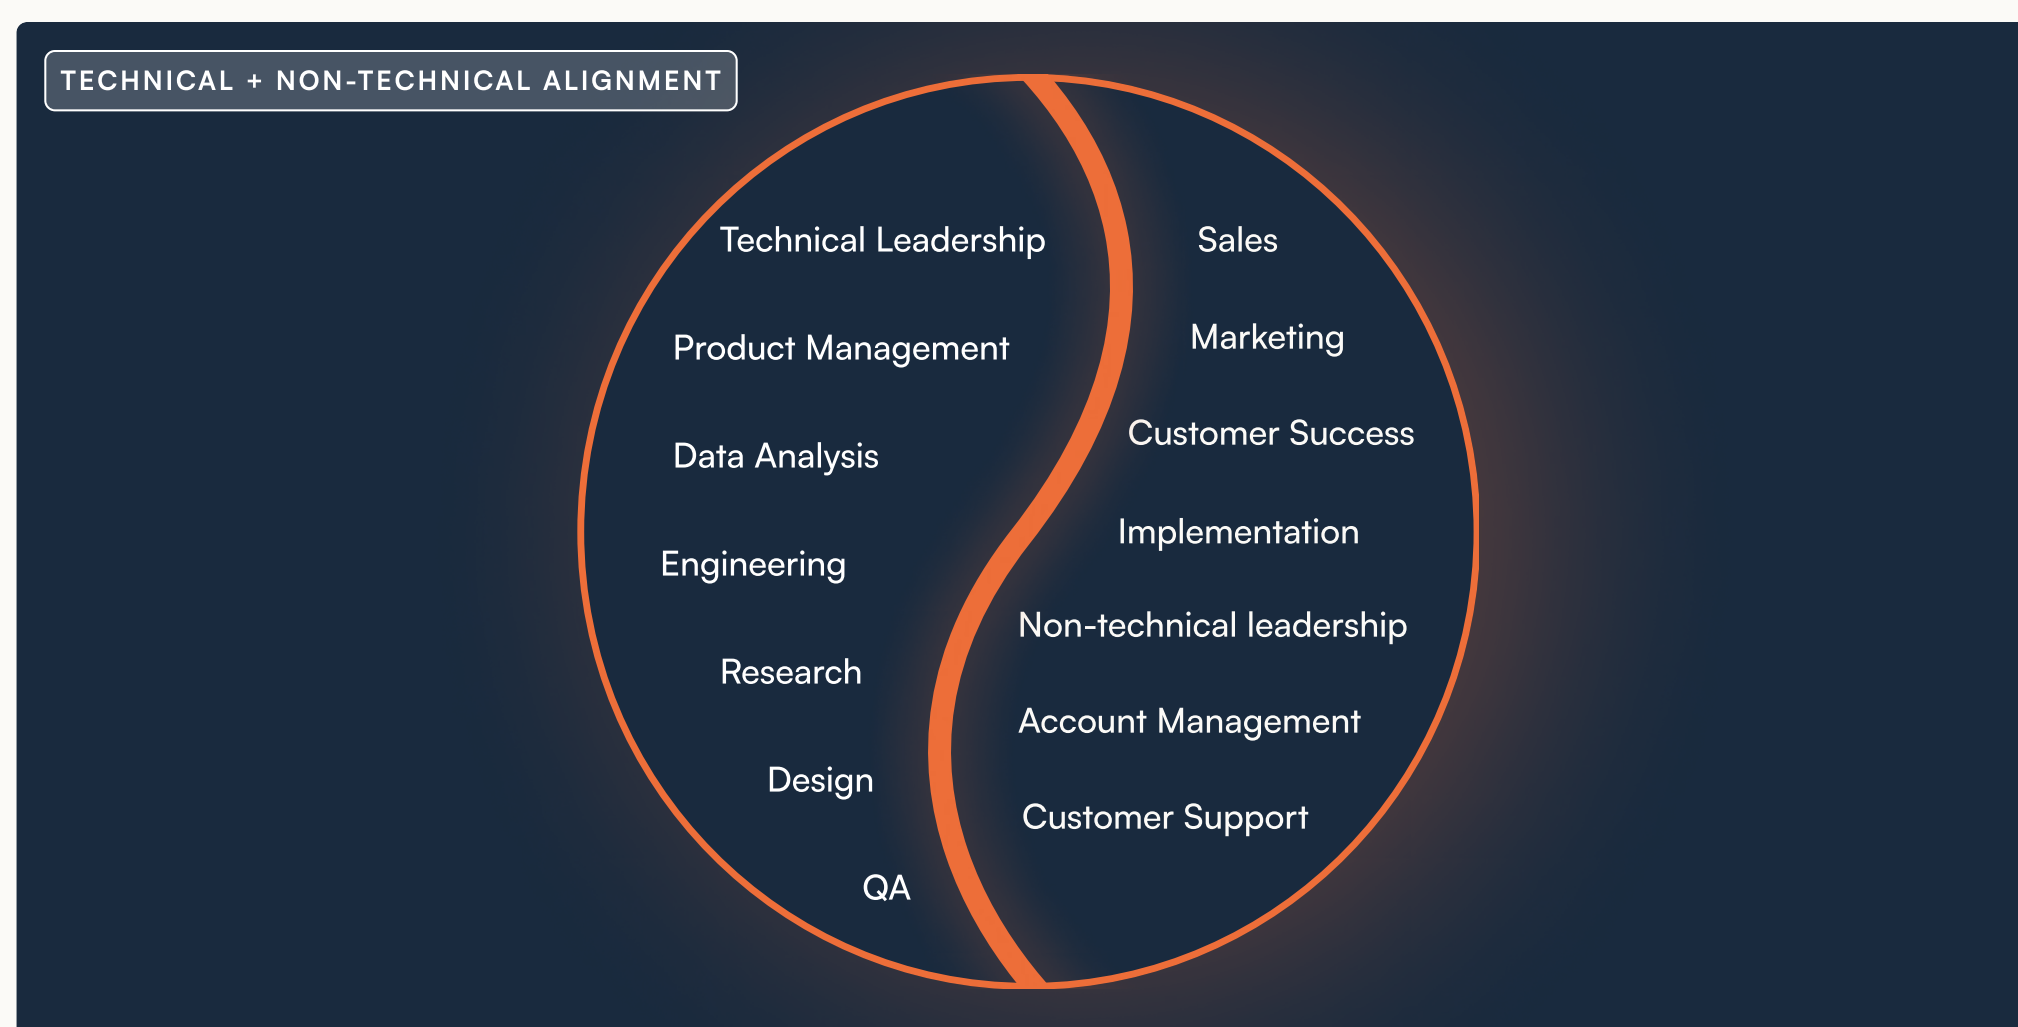 TECHNICAL + NON-TECHNICAL ALIGNMENT
Technical Leadership
Product Management
Data Analysis
Engineering
Research
Design
QA
Sales
Marketing
Customer Success
Implementation
Non-technical leadership
Account Management
Customer Support